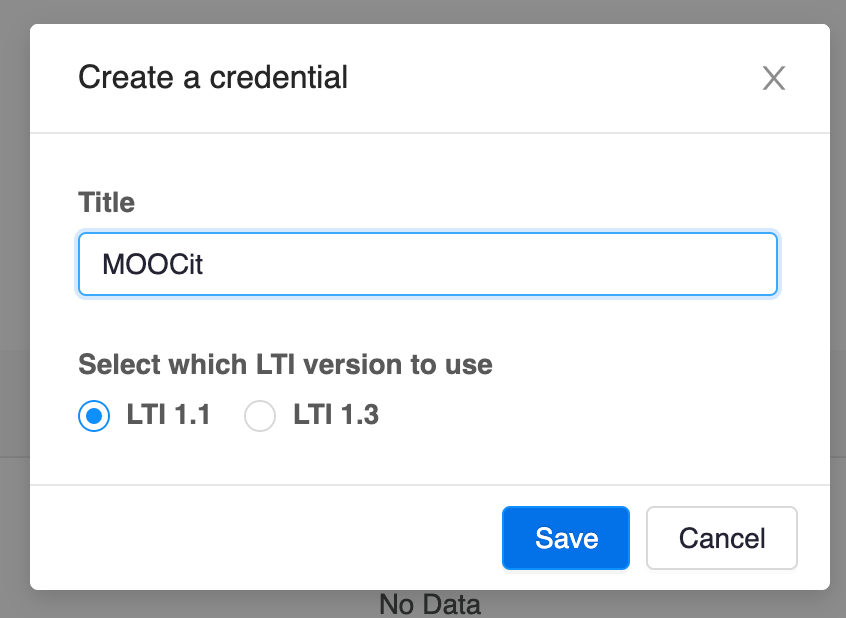 Create a credential
Title
MOOCit
Select which LTI version to use
LTI 1.1 LTI 1.3
Save Cancel
No Data